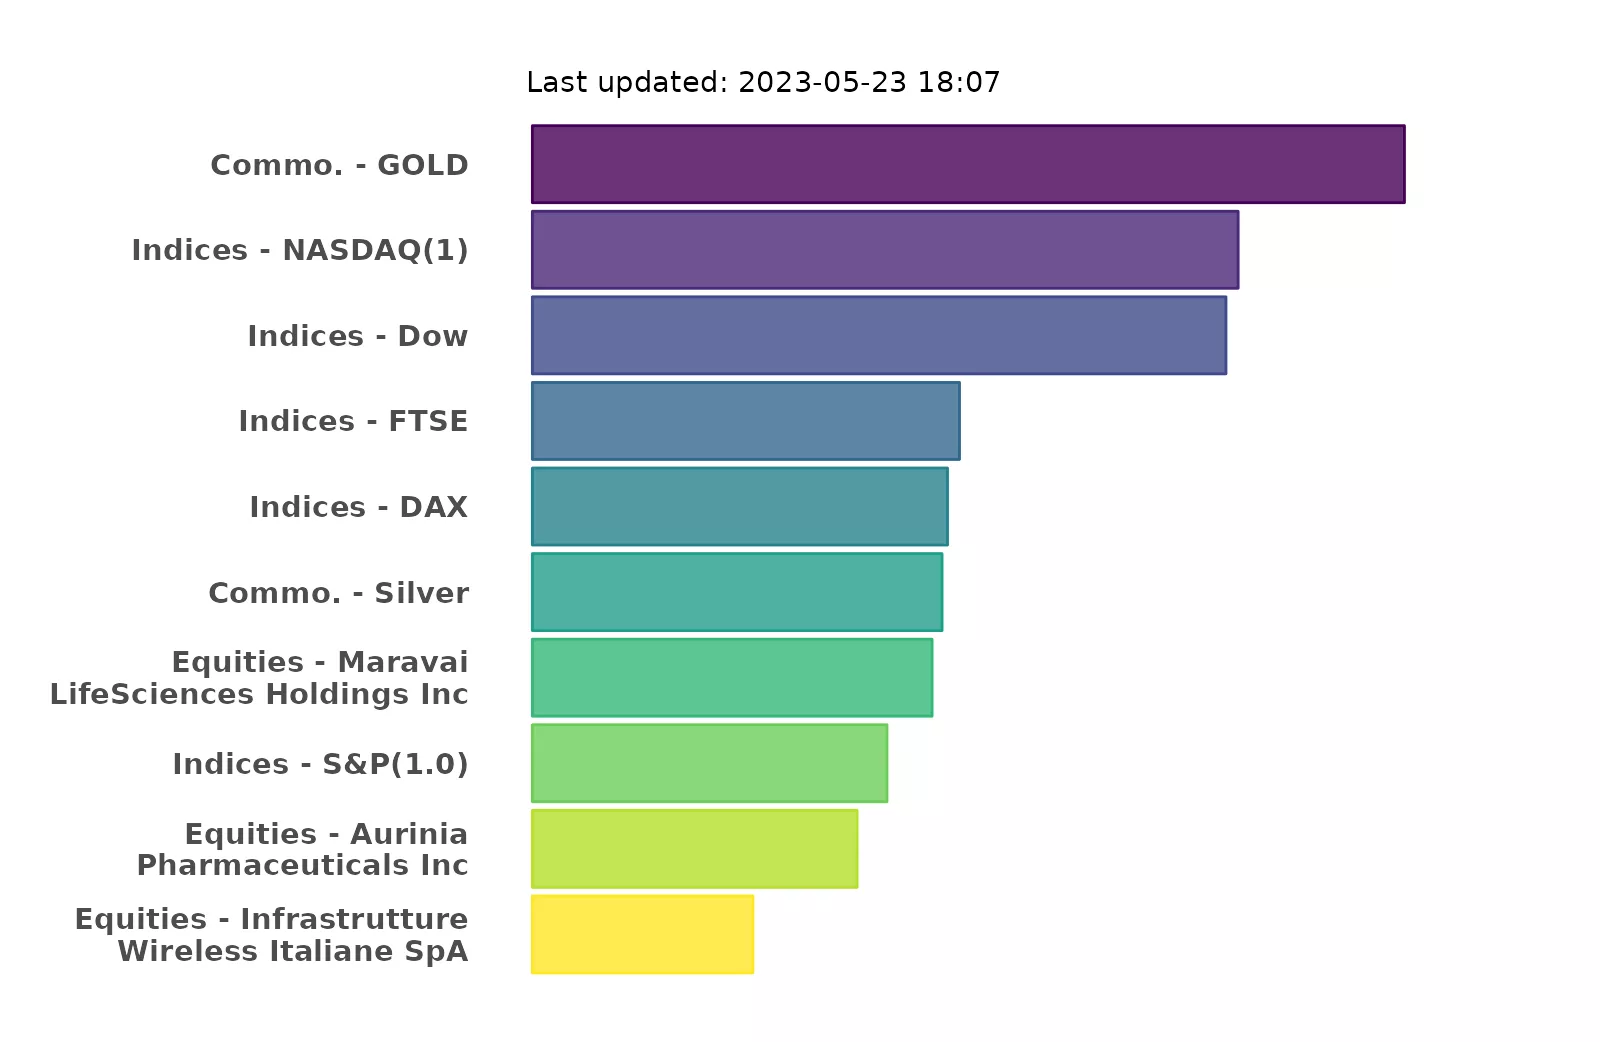 Last updated: 2023-05-23 18:07
Commo. - GOLD
Indices - NASDAQ(1)
Indices - Dow
Indices - FTSE
Indices - DAX
Commo. - Silver
Equities - Maravai
LifeSciences Holdings Inc
Indices - S&P(1.0)
Equities - Aurinia
Pharmaceuticals Inc
Equities - Infrastrutture
Wireless Italiane SpA